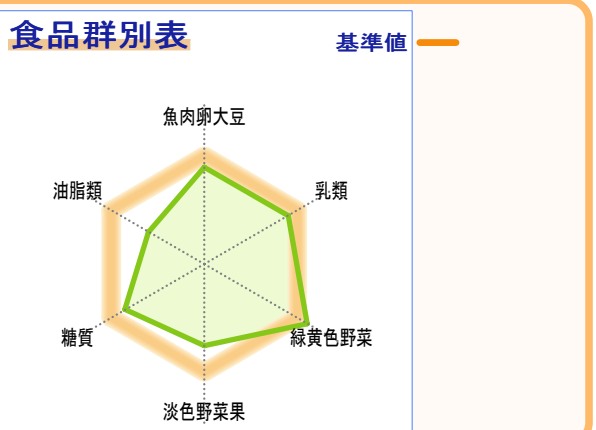 食品群別表
基準値
魚肉卵大豆
油脂類
乳類
糖質
緑黄色野菜
淡色野菜果